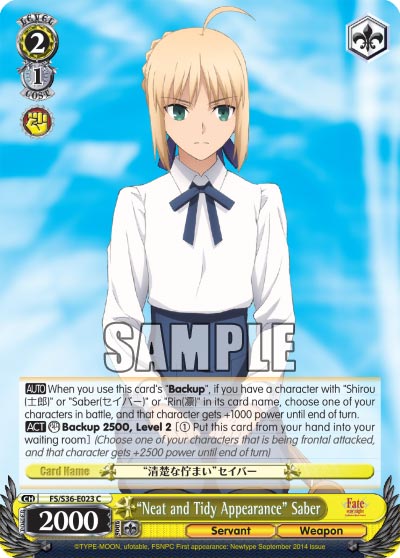 LEVEL
2
1
COST
SAMPLE
AUTO When you use this card's "Backup", if you have a character with "Shirou
(士郎)" or "Saber(セイバー)" or "Rin(凛)" in its card name, choose one of your
characters in battle, and that character gets +1000 power until end of turn.
ACT Backup 2500, Level 2 [① Put this card from your hand into your
waiting room] (Choose one of your characters that is being frontal attacked,
and that character gets +2500 power until end of turn)
Card Name
“清楚な佇まい”セイバー
CH
FS/S36-E023 C
“Neat and Tidy Appearance” Saber
2000
Servant
Weapon
Fate
©TYPE-MOON, ufotable, FSNPC First appearance: Newtype September 2014 Issue